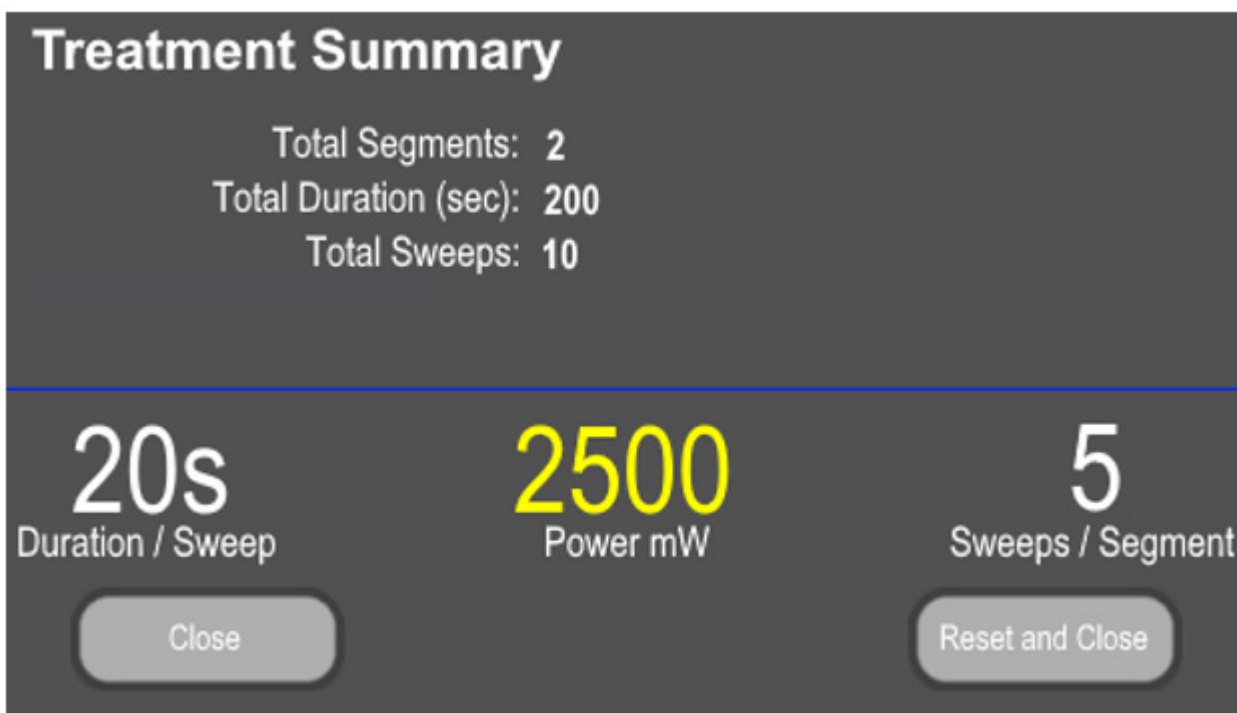 Treatment Summary
Total Segments: 2
Total Duration (sec): 200
Total Sweeps: 10
20s
Duration / Sweep
2500
Power mW
5
Sweeps / Segment
Close
Reset and Close